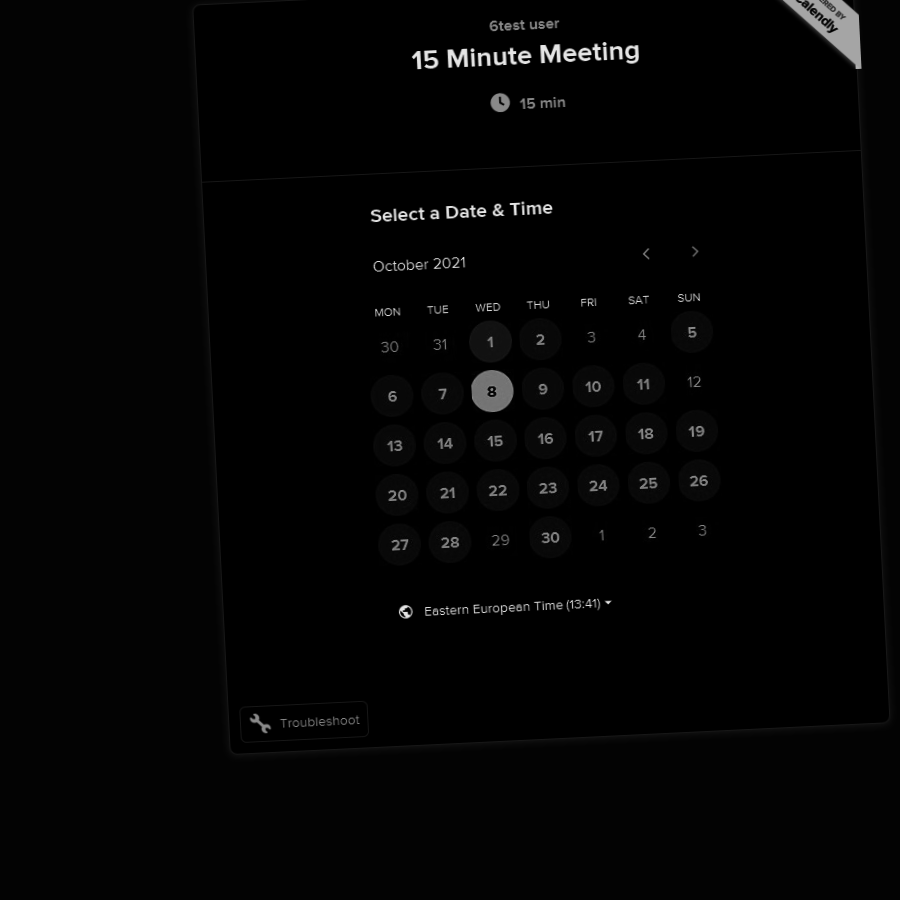 6test user
15 Minute Meeting
15 min
Calendly
Select a Date & Time
October 2021
MON TUE WED THU FRI SAT SUN
30 31 1 2 3 4 5
6 7 8 9 10 11 12
13 14 15 16 17 18 19
20 21 22 23 24 25 26
27 28 29 30 1 2 3
Eastern European Time (13:41)
Troubleshoot